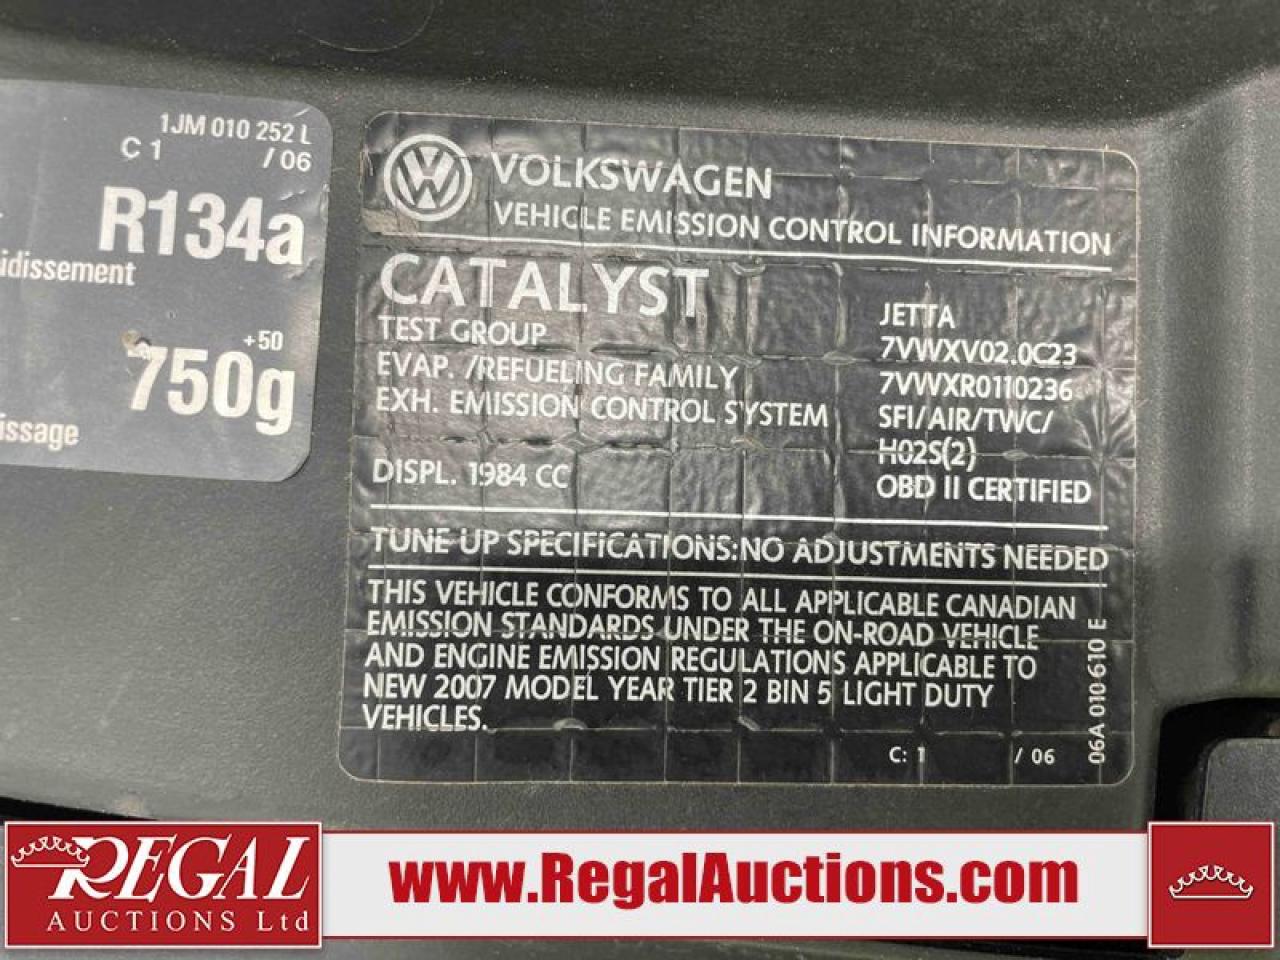 1JM 010 252 L
C 1 / 06
R134a
idissement
+50
750g
issage
VOLKSWAGEN
VEHICLE EMISSION CONTROL INFORMATION
CATALYST
JETTA
TEST GROUP 7VWXV02.0C23
EVAP. /REFUELING FAMILY 7VWXR0110236
EXH. EMISSION CONTROL SYSTEM SFI/AIR/TWC/
H02S(2)
DISPL. 1984 CC OBD II CERTIFIED
TUNE UP SPECIFICATIONS:NO ADJUSTMENTS NEEDED
THIS VEHICLE CONFORMS TO ALL APPLICABLE CANADIAN
EMISSION STANDARDS UNDER THE ON-ROAD VEHICLE
AND ENGINE EMISSION REGULATIONS APPLICABLE TO
NEW 2007 MODEL YEAR TIER 2 BIN 5 LIGHT DUTY
VEHICLES.
C: 1 / 06
06A 010 610 E
REGAL
AUCTIONS Ltd
www.RegalAuctions.com